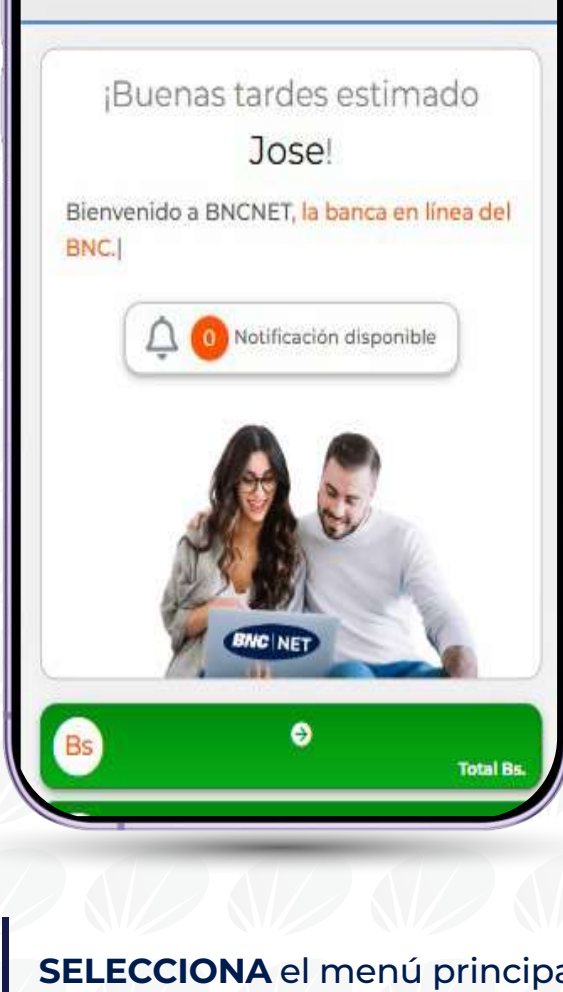 ¡Buenas tardes estimado
Jose!
Bienvenido a BNCNET, la banca en línea del
BNC.|
0 Notificación disponible
BNC NET
Bs
Total Bs.
SELECCIONA el menú principa